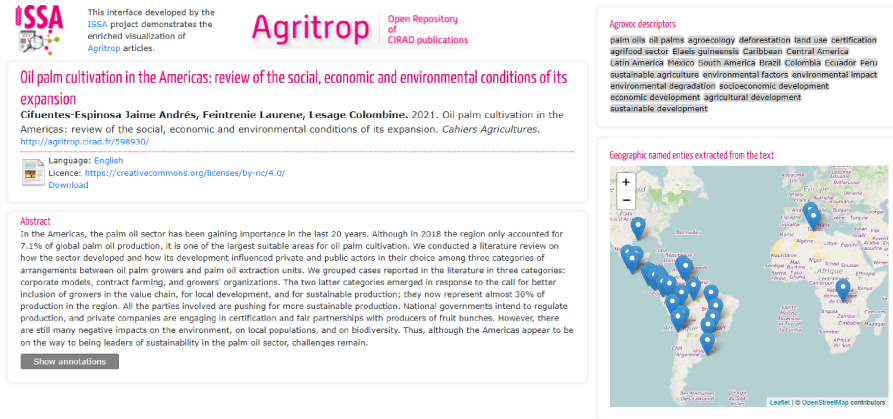 ISSA
This interface developed by the
ISSA project demonstrates the
enriched visualization of
Agritrop articles.
Agritrop
Open Repository
of
CIRAD publications
Oil palm cultivation in the Americas: review of the social, economic and environmental conditions of its
expansion
Cifuentes-Espinosa Jaime Andrés, Feintrenie Laurene, Lesage Colombine. 2021. Oil palm cultivation in the
Americas: review of the social, economic and environmental conditions of its expansion. Cahiers Agricultures.
http://agritrop.cirad.fr/598930/
Language: English
Licence: https://creativecommons.org/licenses/by-nc/4.0/
Download
Abstract
In the Americas, the palm oil sector has been gaining importance in the last 20 years. Although in 2018 the region only accounted for
7.1% of global palm oil production, it is one of the largest suitable areas for oil palm cultivation. We conducted a literature review on
how the sector developed and how its development influenced private and public actors in their choice among three categories of
arrangements between oil palm growers and palm oil extraction units. We grouped cases reported in the literature in three categories:
corporate models, contract farming, and growers' organizations. The two latter categories emerged in response to the call for better
inclusion of growers in the value chain, for local development, and for sustainable production; they now represent almost 30% of
production in the region. All the parties involved are pushing for more sustainable production. National governments intend to regulate
production, and private companies are engaging in certification and fair partnerships with producers of fruit bunches. However, there
are still many negative impacts on the environment, on local populations, and on biodiversity. Thus, although the Americas appear to be
on the way to being leaders of sustainability in the palm oil sector, challenges remain.
Show annotations
Agrovoc descriptors
palm oils oil palms agroecology deforestation land use certification
agrifood sector Elaeis guineensis Caribbean Central America
Latin America Mexico South America Brazil Colombia Ecuador Peru
sustainable agriculture environmental factors environmental impact
environmental degradation socioeconomic development
economic development agricultural development
sustainable development
Geographic named enties extracted from the text
+
−
Europe
Algérie
Afrique
Brasil
Chile
Argentina
Leaflet | © OpenStreetMap contributors